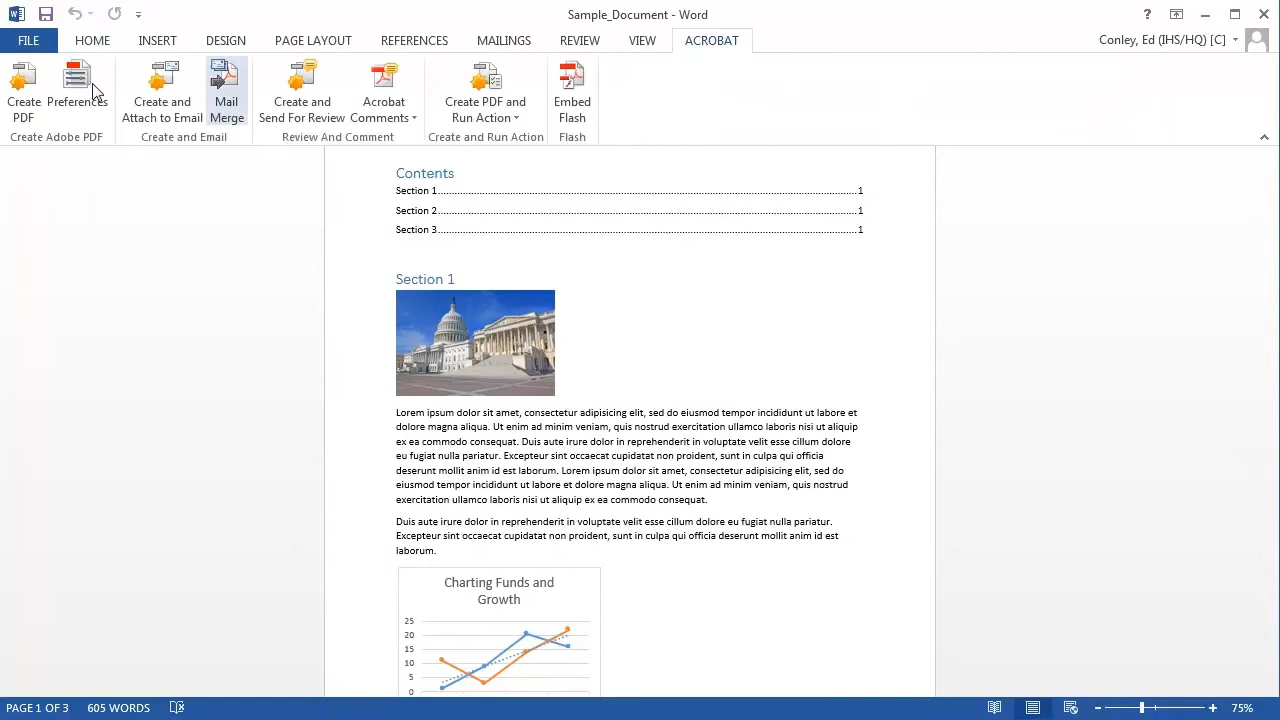 Sample_Document - Word
?
FILE HOME INSERT DESIGN PAGE LAYOUT REFERENCES MAILINGS REVIEW VIEW ACROBAT
Conley, Ed (IHS/HQ) [C]
Create PDF
Preferences
Create and Attach to Email
Mail Merge
Create and Send For Review
Acrobat Comments
Create PDF and Run Action
Embed Flash
Create Adobe PDF
Create and Email
Review And Comment
Create and Run Action
Flash
Contents
Section 1 1
Section 2 1
Section 3 1
Section 1
Lorem ipsum dolor sit amet, consectetur adipisicing elit, sed do eiusmod tempor incididunt ut labore et
dolore magna aliqua. Ut enim ad minim veniam, quis nostrud exercitation ullamco laboris nisi ut aliquip
ex ea commodo consequat. Duis aute irure dolor in reprehenderit in voluptate velit esse cillum dolore
eu fugiat nulla pariatur. Excepteur sint occaecat cupidatat non proident, sunt in culpa qui officia
deserunt mollit anim id est laborum. Lorem ipsum dolor sit amet, consectetur adipisicing elit, sed do
eiusmod tempor incididunt ut labore et dolore magna aliqua. Ut enim ad minim veniam, quis nostrud
exercitation ullamco laboris nisi ut aliquip ex ea commodo consequat.
Duis aute irure dolor in reprehenderit in voluptate velit esse cillum dolore eu fugiat nulla pariatur.
Excepteur sint occaecat cupidatat non proident, sunt in culpa qui officia deserunt mollit anim id est
laborum.
Charting Funds and
Growth
25
20
15
10
5
0
PAGE 1 OF 3 605 WORDS 75%